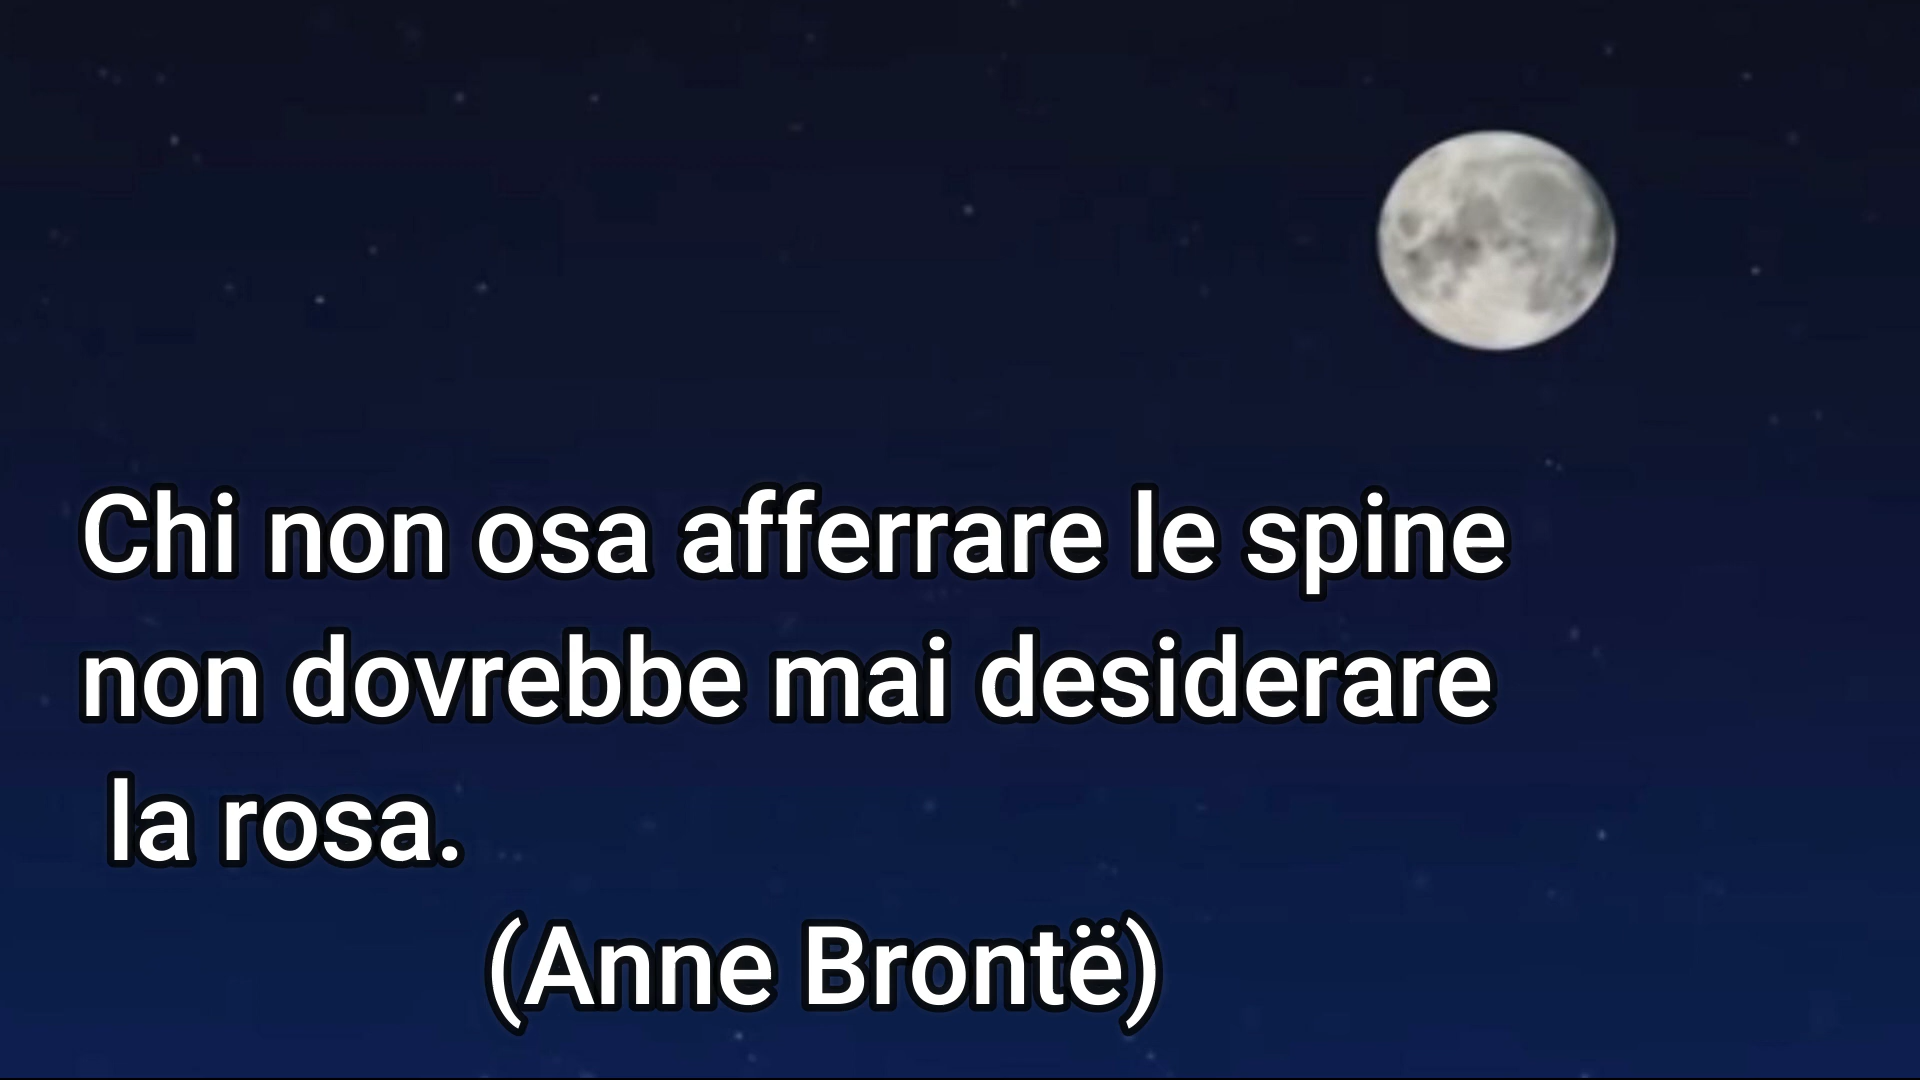 Chi non osa afferrare le spine
non dovrebbe mai desiderare
la rosa.
(Anne Brontë)